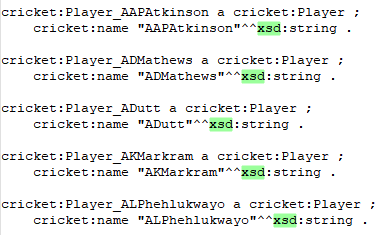 cricket:Player_AAPAtkinson a cricket:Player ;
cricket:name "AAPAtkinson"^^xsd:string .
cricket:Player_ADMathews a cricket:Player ;
cricket:name "ADMathews"^^xsd:string .
cricket:Player_ADutt a cricket:Player ;
cricket:name "ADutt"^^xsd:string .
cricket:Player_AKMarkram a cricket:Player ;
cricket:name "AKMarkram"^^xsd:string .
cricket:Player_ALPhehlukwayo a cricket:Player ;
cricket:name "ALPhehlukwayo"^^xsd:string .